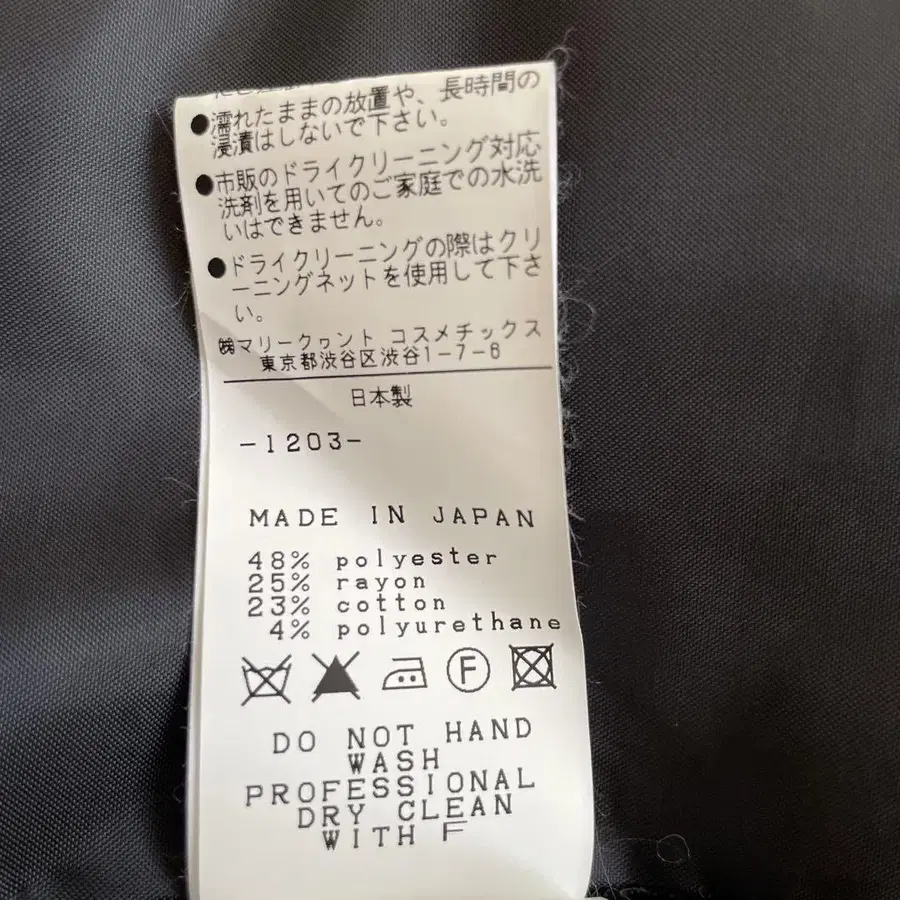 ●濡れたままの放置や、長時間の
浸漬はしないで下さい。
●市販のドライクリーニング対応
洗剤を用いてのご家庭での水洗
いはできません。
●ドライクリーニングの際はクリ
ーニングネットを使用して下さ
い。
㈱マリークヮント コスメチックス
東京都渋谷区渋谷1-7-6
日本製
-1203-
MADE IN JAPAN
48% polyester
25% rayon
23% cotton
4% polyurethane
F
DO NOT HAND
WASH
PROFESSIONAL
DRY CLEAN
WITH F